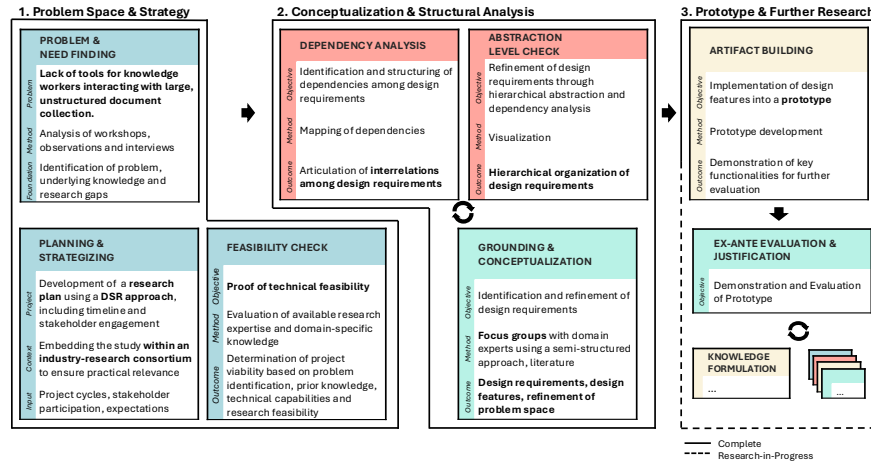 1. Problem Space & Strategy
PROBLEM &
NEED FINDING
Problem
Lack of tools for knowledge
workers interacting with large,
unstructured document
collection.
Method
Analysis of workshops,
observations and interviews
Foundation
Identification of problem,
underlying knowledge and
research gaps
PLANNING &
STRATEGIZING
Project
Development of a research
plan using a DSR approach,
including timeline and
stakeholder engagement
Context
Embedding the study within an
industry-research consortium
to ensure practical relevance
Input
Project cycles, stakeholder
participation, expectations
FEASIBILITY CHECK
Objective
Proof of technical feasibility
Method
Evaluation of available research
expertise and domain-specific
knowledge
Outcome
Determination of project
viability based on problem
identification, prior knowledge,
technical capabilities and
research feasibility
2. Conceptualization & Structural Analysis
DEPENDENCY ANALYSIS
Objective
Identification and structuring of
dependencies among design
requirements
Method
Mapping of dependencies
Outcome
Articulation of interrelations
among design requirements
ABSTRACTION
LEVEL CHECK
Objective
Refinement of design
requirements through
hierarchical abstraction and
dependency analysis
Method
Visualization
Outcome
Hierarchical organization of
design requirements
GROUNDING &
CONCEPTUALIZATION
Objective
Identification and refinement of
design requirements
Method
Focus groups with domain
experts using a semi-structured
approach, literature
Outcome
Design requirements, design
features, refinement of
problem space
3. Prototype & Further Research
ARTIFACT BUILDING
Objective
Implementation of design
features into a prototype
Method
Prototype development
Outcome
Demonstration of key
functionalities for further
evaluation
EX-ANTE EVALUATION &
JUSTIFICATION
Objective
Demonstration and Evaluation
of Prototype
KNOWLEDGE
FORMULATION
...
...
Complete
Research-in-Progress